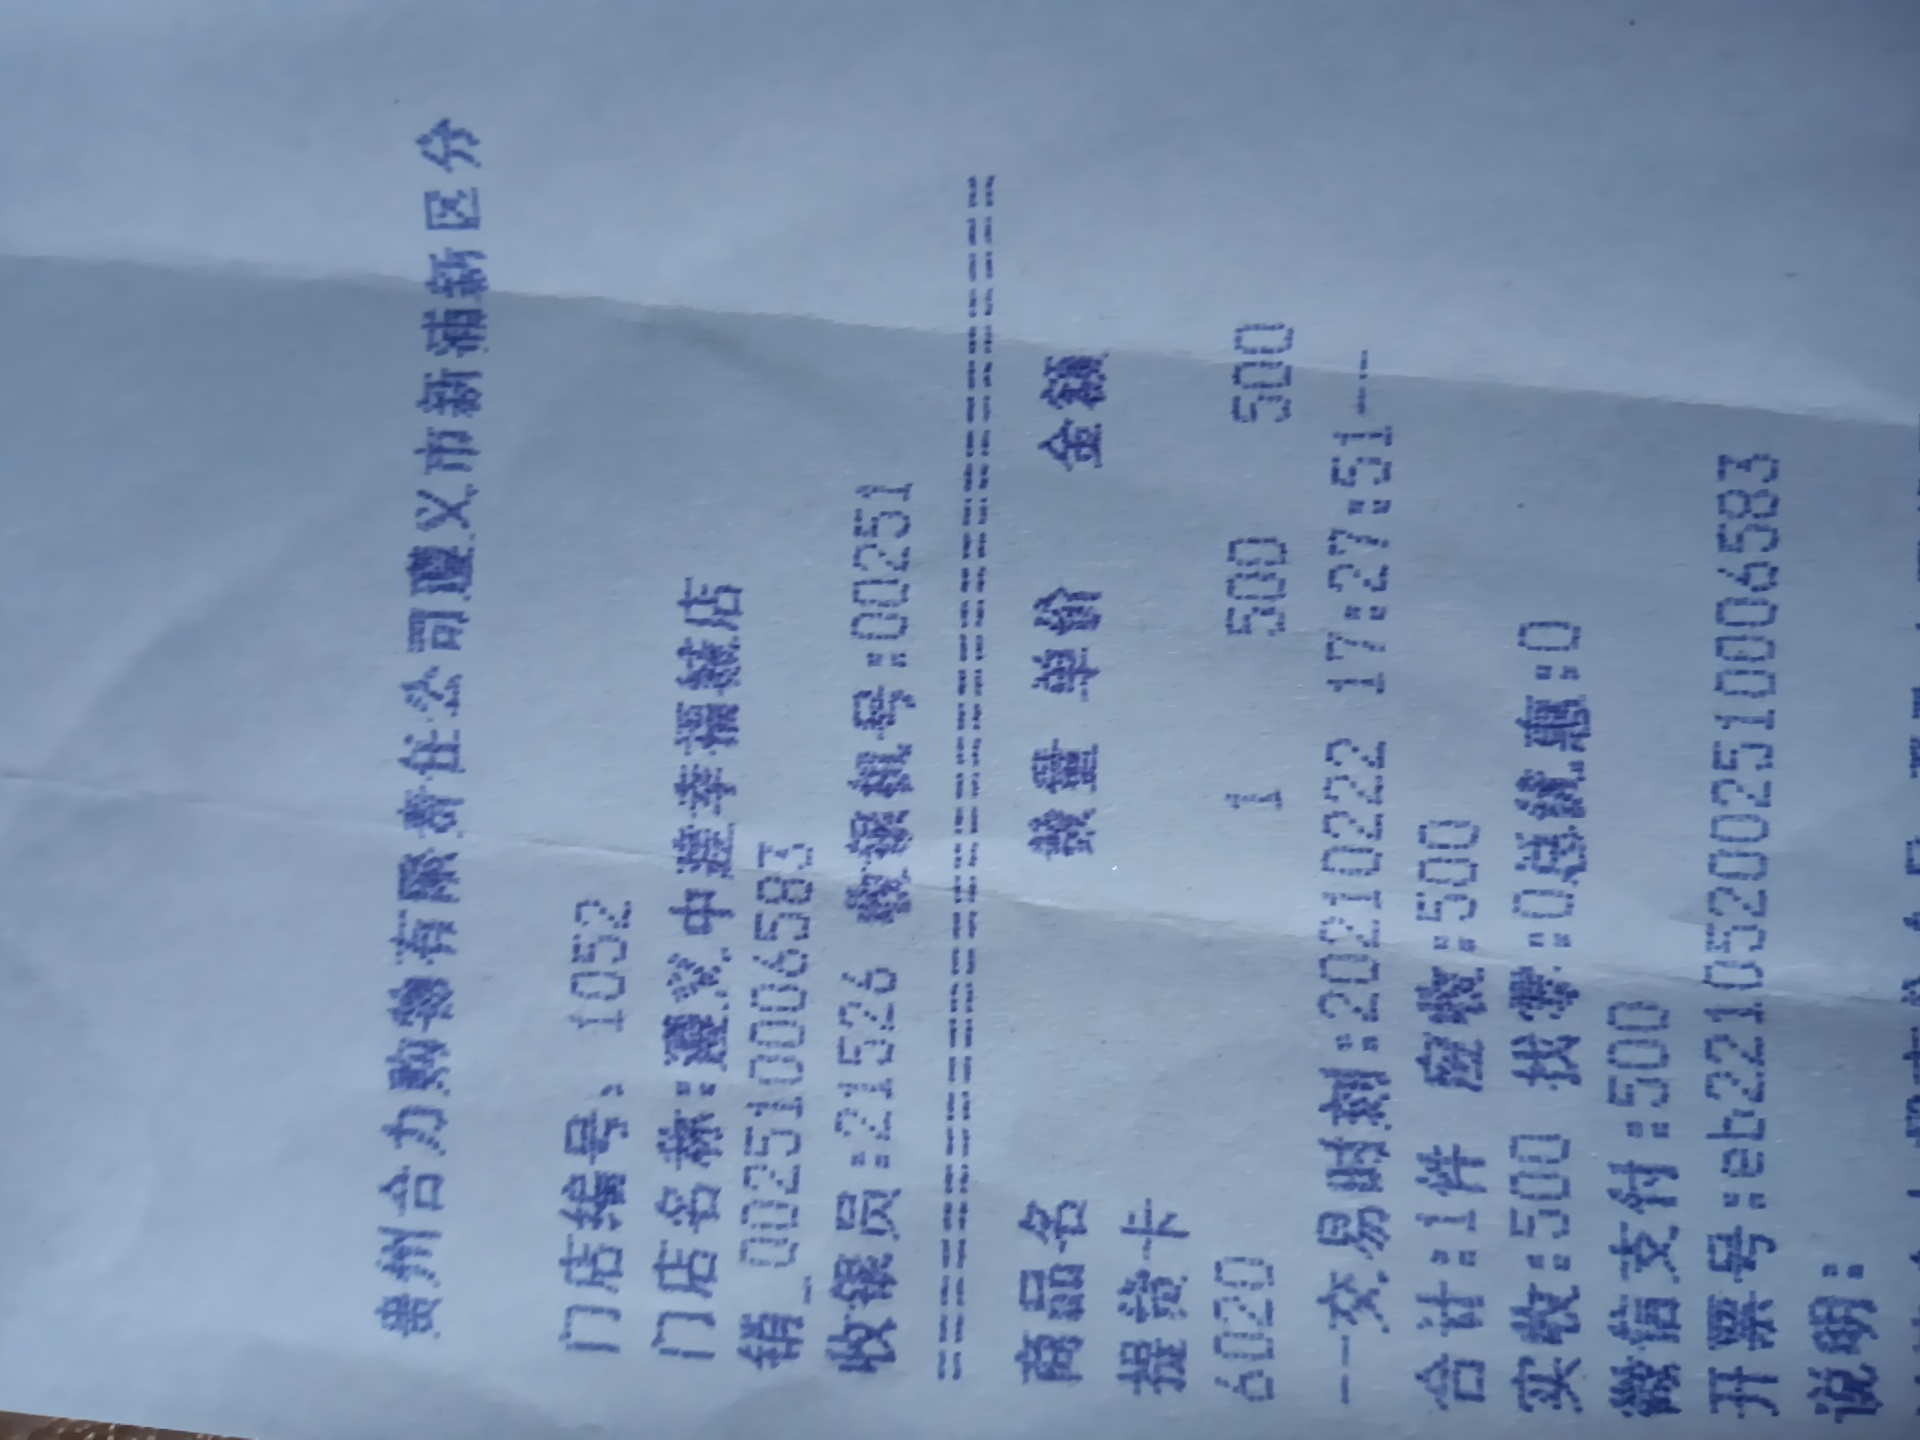 贵州合力购物有限责任公司遵义市新蒲新区分
门店编号: 1052
门店名称:遵义中建幸福城店
销_0025100006583
收银员:21526 收银机号:00251
==================================
商品名 数量 单价 金额
提货卡
6020 1 500 500
---交易时刻:20210222 17:27:51---
合计:1件 应收:500
实收:500 找零:0总优惠:0
微信支付:500
开票号:eb22105200251006583
说明: